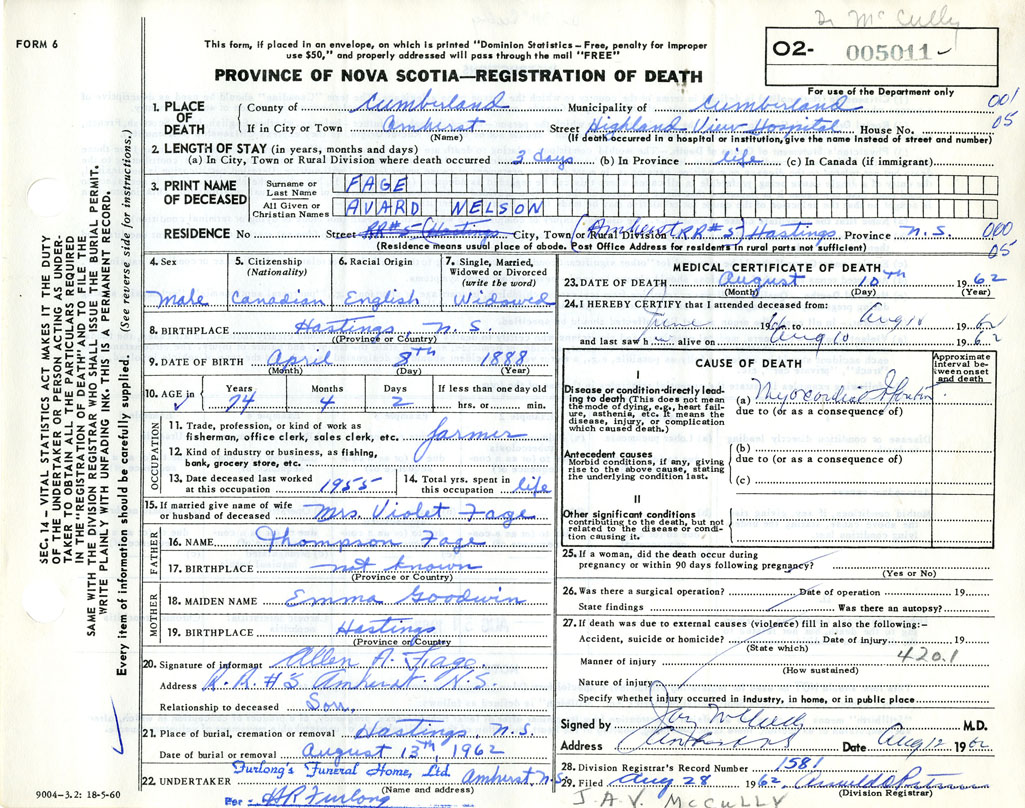 Dr McCully
FORM 6
This form, if placed in an envelope, on which is printed "Dominion Statistics – Free, penalty for improper
use $50," and properly addressed will pass through the mail "FREE"
O2- 005011
For use of the Department only
PROVINCE OF NOVA SCOTIA—REGISTRATION OF DEATH
1. PLACE OF DEATH
County of Cumberland Municipality of Cumberland 001
If in City or Town Amherst Street Highland View Hospital House No. 05
(Name) (If death occurred in a hospital or institution, give the name instead of street and number)
2. LENGTH OF STAY (in years, months and days)
(a) In City, Town or Rural Division where death occurred 3 days (b) In Province life (c) In Canada (if immigrant)
3. PRINT NAME OF DECEASED
Surname or Last Name FAGE
All Given or Christian Names AVARD NELSON
RESIDENCE No Street RR#5 (Hastings City, Town or Rural Division (Amherst RR#5) Hastings Province N.S. 000
05
(Residence means usual place of abode. Post Office Address for residents in rural parts not sufficient)
4. Sex Male
5. Citizenship (Nationality) Canadian
6. Racial Origin English
7. Single, Married, Widowed or Divorced (write the word) Widowed
8. BIRTHPLACE Hastings, N.S.
(Province or Country)
9. DATE OF BIRTH April 8th 1888
(Month) (Day) (Year)
10. AGE in Years 74 Months 4 Days 2 If less than one day old hrs. or min.
OCCUPATION
11. Trade, profession, or kind of work as
fisherman, office clerk, sales clerk, etc. farmer
12. Kind of industry or business, as fishing,
bank, grocery store, etc.
13. Date deceased last worked
at this occupation 1955
14. Total yrs. spent in
this occupation life
15. If married give name of wife
or husband of deceased Mrs. Violet Fage
FATHER
16. NAME Thompson Fage
17. BIRTHPLACE not known
(Province or Country)
MOTHER
18. MAIDEN NAME Emma Goodwin
19. BIRTHPLACE Hastings
(Province or Country)
20. Signature of informant Allen A. Fage
Address R.R. #3 Amherst N.S.
Relationship to deceased Son,
21. Place of burial, cremation or removal Hastings, N.S.
Date of burial or removal August 13th, 1962
22. UNDERTAKER Furlong's Funeral Home, Ltd Amherst N.S.
(Name and address)
Per HR Furlong
9004–3.2: 18-5-60
MEDICAL CERTIFICATE OF DEATH
23. DATE OF DEATH August 10th 1962
(Month) (Day) (Year)
24. I HEREBY CERTIFY that I attended deceased from:
June 196 to Aug 10 1962
and last saw h alive on Aug 10 1962
CAUSE OF DEATH
Approximate interval between onset and death
I
Disease or condition directly leading to death (This does not mean
the mode of dying, e.g., heart failure, asthenia, etc. It means the
disease, injury, or complication
which caused death.)
(a) Myocardial
due to (or as a consequence of)
Antecedent causes
Morbid conditions, if any, giving
rise to the above cause, stating
the underlying condition last.
(b)
due to (or as a consequence of)
(c)
II
Other significant conditions
contributing to the death, but not
related to the disease or condition causing it.
25. If a woman, did the death occur during
pregnancy or within 90 days following pregnancy?
(Yes or No)
26. Was there a surgical operation? Date of operation 19
State findings Was there an autopsy?
27. If death was due to external causes (violence) fill in also the following:–
Accident, suicide or homicide? Date of injury 19
(State which)
420.1
Manner of injury
(How sustained)
Nature of injury
Specify whether injury occurred in industry, in home, or in public place
Signed by M.D.
Address Amherst NS Date Aug 12 1962
28. Division Registrar's Record Number 1581
29. Filed Aug 28 1962
(Division Registrar)
J.A.V. McCULLY
SEC. 14 – VITAL STATISTICS ACT MAKES IT THE DUTY
OF THE UNDERTAKER OR PERSON ACTING AS UNDERTAKER TO OBTAIN ALL THE PARTICULARS REQUIRED
IN THE "REGISTRATION OF DEATH" AND TO FILE THE
SAME WITH THE DIVISION REGISTRAR WHO SHALL ISSUE THE BURIAL PERMIT.
WRITE PLAINLY WITH UNFADING INK. THIS IS A PERMANENT RECORD.
Every item of information should be carefully supplied. (See reverse side for instructions.)